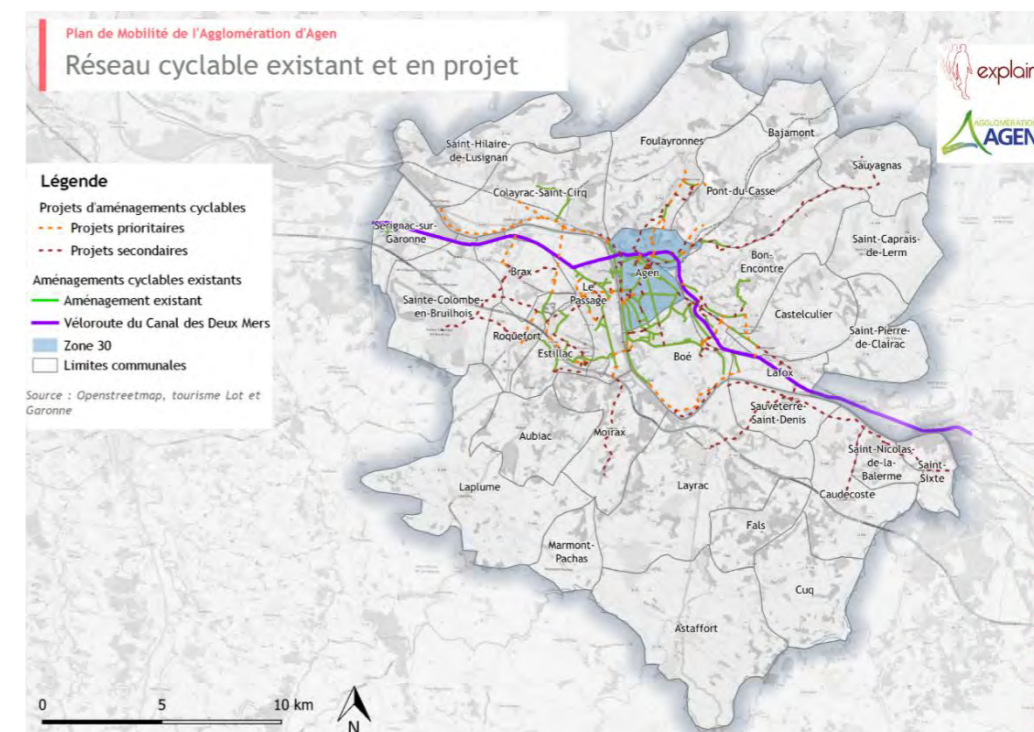 Plan de Mobilité de l'Agglomération d'Agen
Réseau cyclable existant et en projet
explain
AGGLOMÉRATION
AGEN
Légende
Projets d'aménagements cyclables
Projets prioritaires
Projets secondaires
Aménagements cyclables existants
Aménagement existant
Véloroute du Canal des Deux Mers
Zone 30
Limites communales
Source : Openstreetmap, tourisme Lot et
Garonne
Saint-Hilaire-
de-Lusignan
Foulayronnes
Bajamont
Sauvagnas
Colayrac-Saint-Cirq
Pont-du-Casse
Sérignac-sur-
Garonne
Saint-Caprais-
de-Lerm
Bon-
Encontre
Agen
Brax
Le
Passage
Sainte-Colombe-
en-Bruilhois
Castelculier
Saint-Pierre-
de-Clairac
Roquefort
Estillac
Boé
Lafox
Sauveterre-
Saint-Denis
Aubiac
Moirax
Saint-Nicolas-
de-la-
Balerme
Saint-
Sixte
Laplume
Layrac
Caudecoste
Fals
Marmont-
Pachas
Cuq
Astaffort
0 5 10 km
N